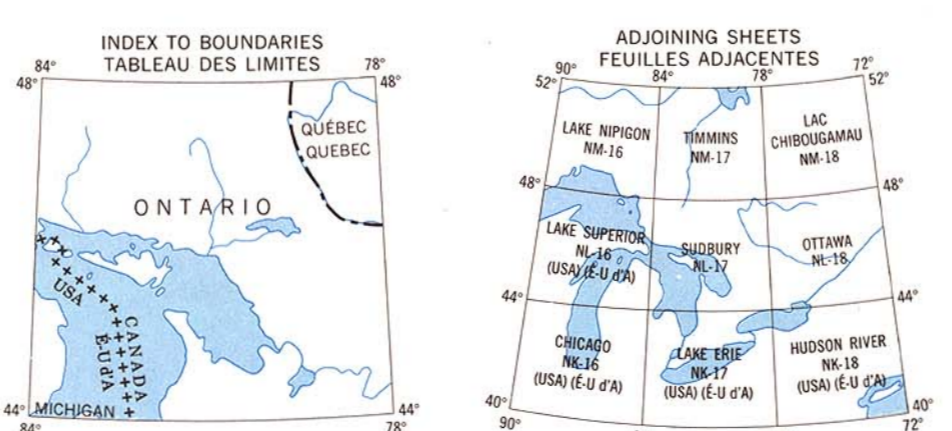 INDEX TO BOUNDARIES
TABLEAU DES LIMITES
84° 78°
48° 48°
QUÉBEC
QUEBEC
ONTARIO
USA
CANADA
É-U d'A
44° MICHIGAN 44°
84° 78°
ADJOINING SHEETS
FEUILLES ADJACENTES
90° 84° 78° 72°
52° 52°
LAKE NIPIGON
NM-16
TIMMINS
NM-17
LAC
CHIBOUGAMAU
NM-18
48° 48°
LAKE SUPERIOR
NL-16
(USA) (É-U d'A)
SUDBURY
NL-17
OTTAWA
NL-18
44° 44°
CHICAGO
NK-16
(USA) (É-U d'A)
LAKE ERIE
NK-17
(USA) (É-U d'A)
HUDSON RIVER
NK-18
(USA) (É-U d'A)
40° 40°
90° 72°